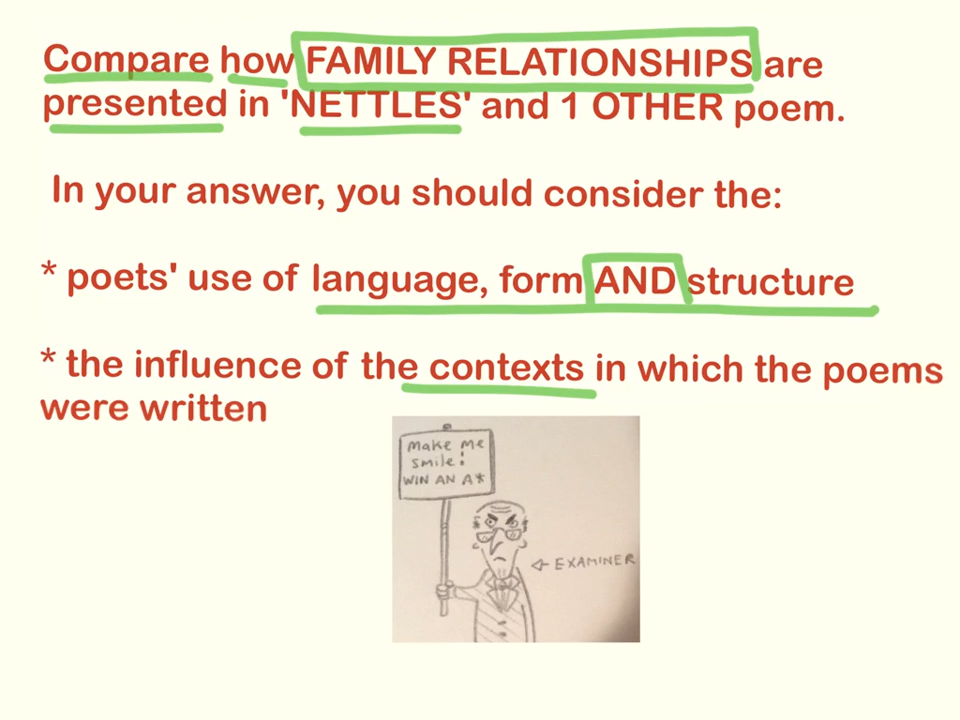 Compare how FAMILY RELATIONSHIPS are
presented in 'NETTLES' and 1 OTHER poem.
In your answer, you should consider the:
* poets' use of language, form AND structure
* the influence of the contexts in which the poems
were written
MaKe Me
Smile!
WIN AN A*
EXAMINER